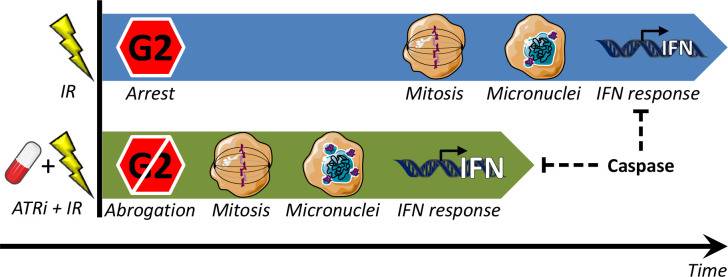 G2
IFN
IR
Arrest
Mitosis
Micronuclei
IFN response
+
G2
IFN
Caspase
ATRi + IR
Abrogation
Mitosis
Micronuclei
IFN response
Time